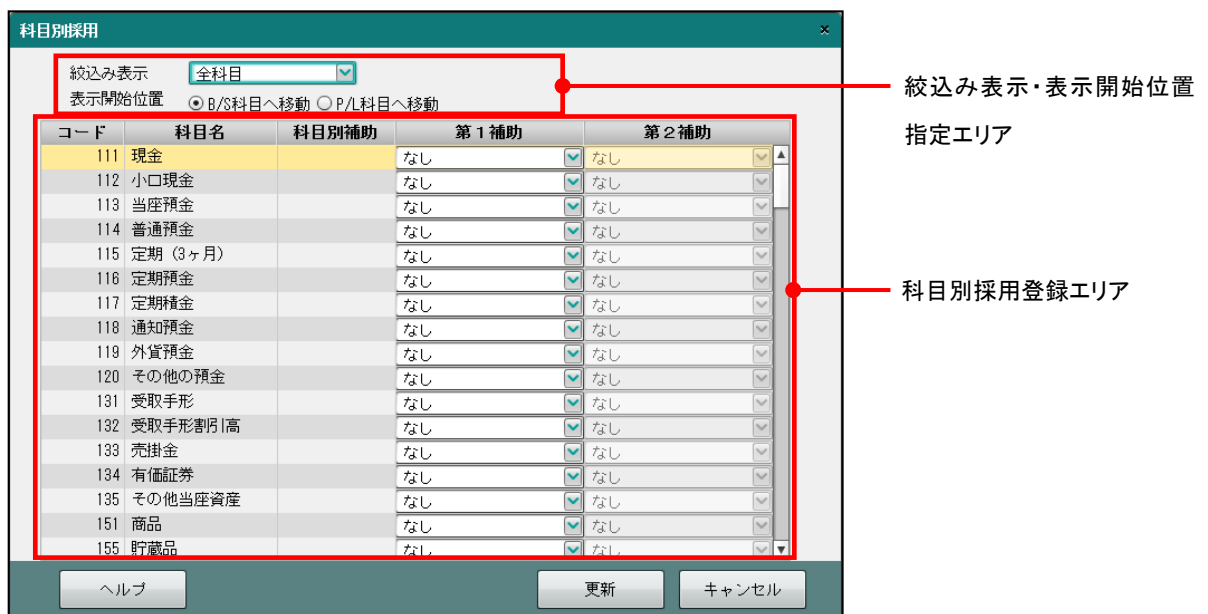 科目別採用
絞込み表示 全科目
表示開始位置 B/S科目へ移動 P/L科目へ移動
絞込み表示・表示開始位置
指定エリア
コード 科目名 科目別補助 第1補助 第2補助
111 現金 なし なし
112 小口現金 なし なし
113 当座預金 なし なし
114 普通預金 なし なし
115 定期（3ヶ月） なし なし
116 定期預金 なし なし
117 定期積金 なし なし
科目別採用登録エリア
118 通知預金 なし なし
119 外貨預金 なし なし
120 その他の預金 なし なし
131 受取手形 なし なし
132 受取手形割引高 なし なし
133 売掛金 なし なし
134 有価証券 なし なし
135 その他当座資産 なし なし
151 商品 なし なし
155 貯蔵品 なし なし
ヘルプ 更新 キャンセル